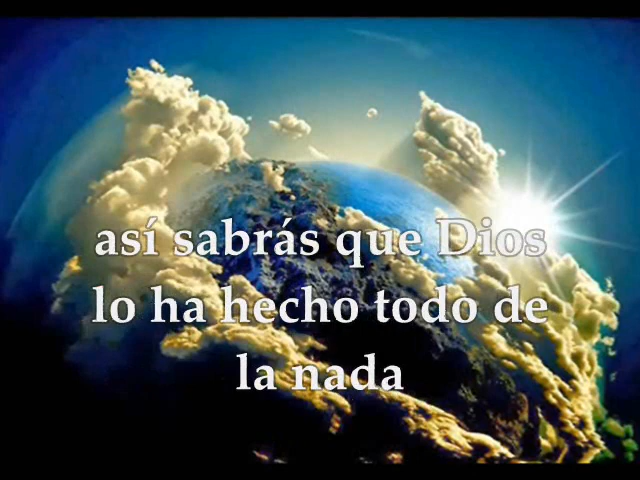 así sabrás que Dios
lo ha hecho todo de
la nada